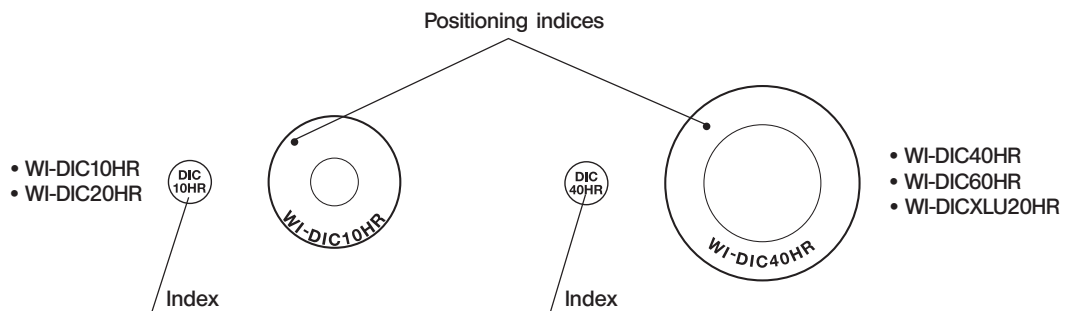 Positioning indices
• WI-DIC10HR
• WI-DIC20HR
DIC
10HR
WI-DIC10HR
Index
DIC
40HR
WI-DIC40HR
Index
• WI-DIC40HR
• WI-DIC60HR
• WI-DICXLU20HR